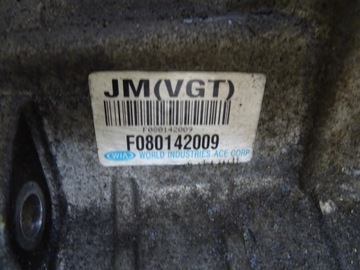 JM(VGT)
F080142009
F080142009
WIA WORLD INDUSTRIES ACE CORP